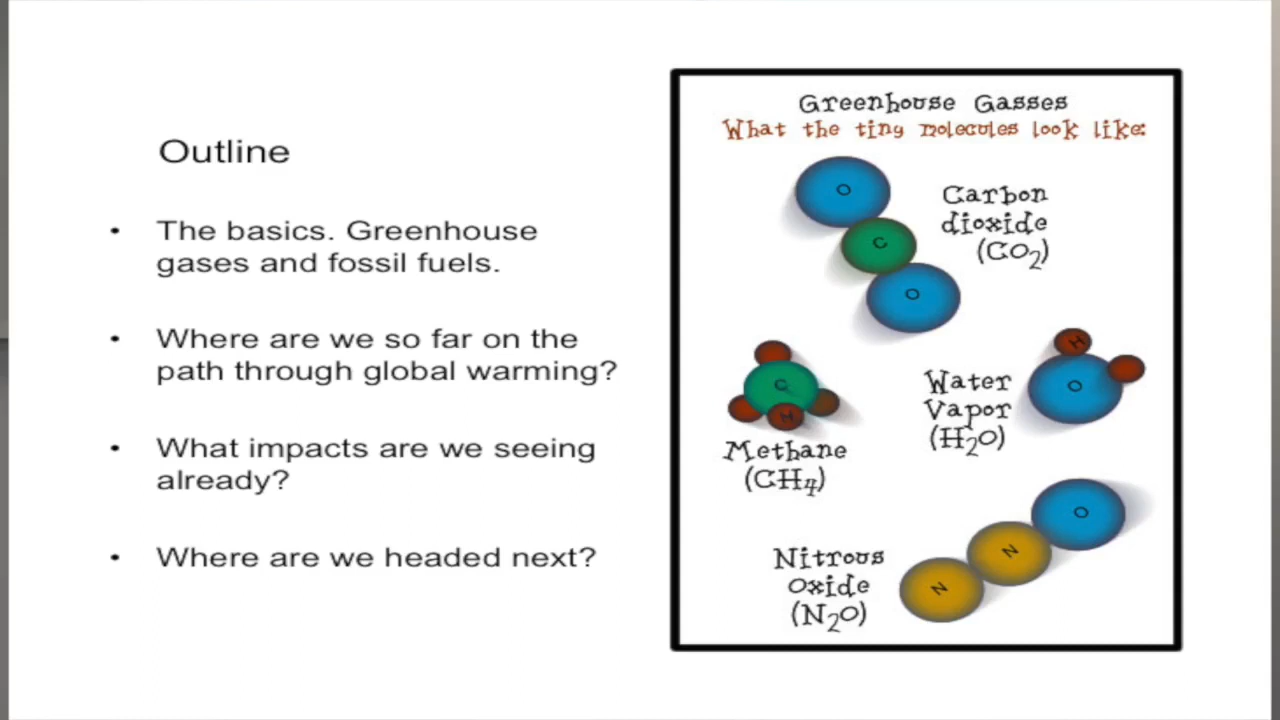 Outline
• The basics. Greenhouse
gases and fossil fuels.
• Where are we so far on the
path through global warming?
• What impacts are we seeing
already?
• Where are we headed next?
Greenhouse Gasses
What the tiny molecules look like:
O
C
O
Carbon
dioxide
(CO₂)
C
H
Methane
(CH₄)
H
O
Water
Vapor
(H₂O)
O
N
N
Nitrous
Oxide
(N₂O)